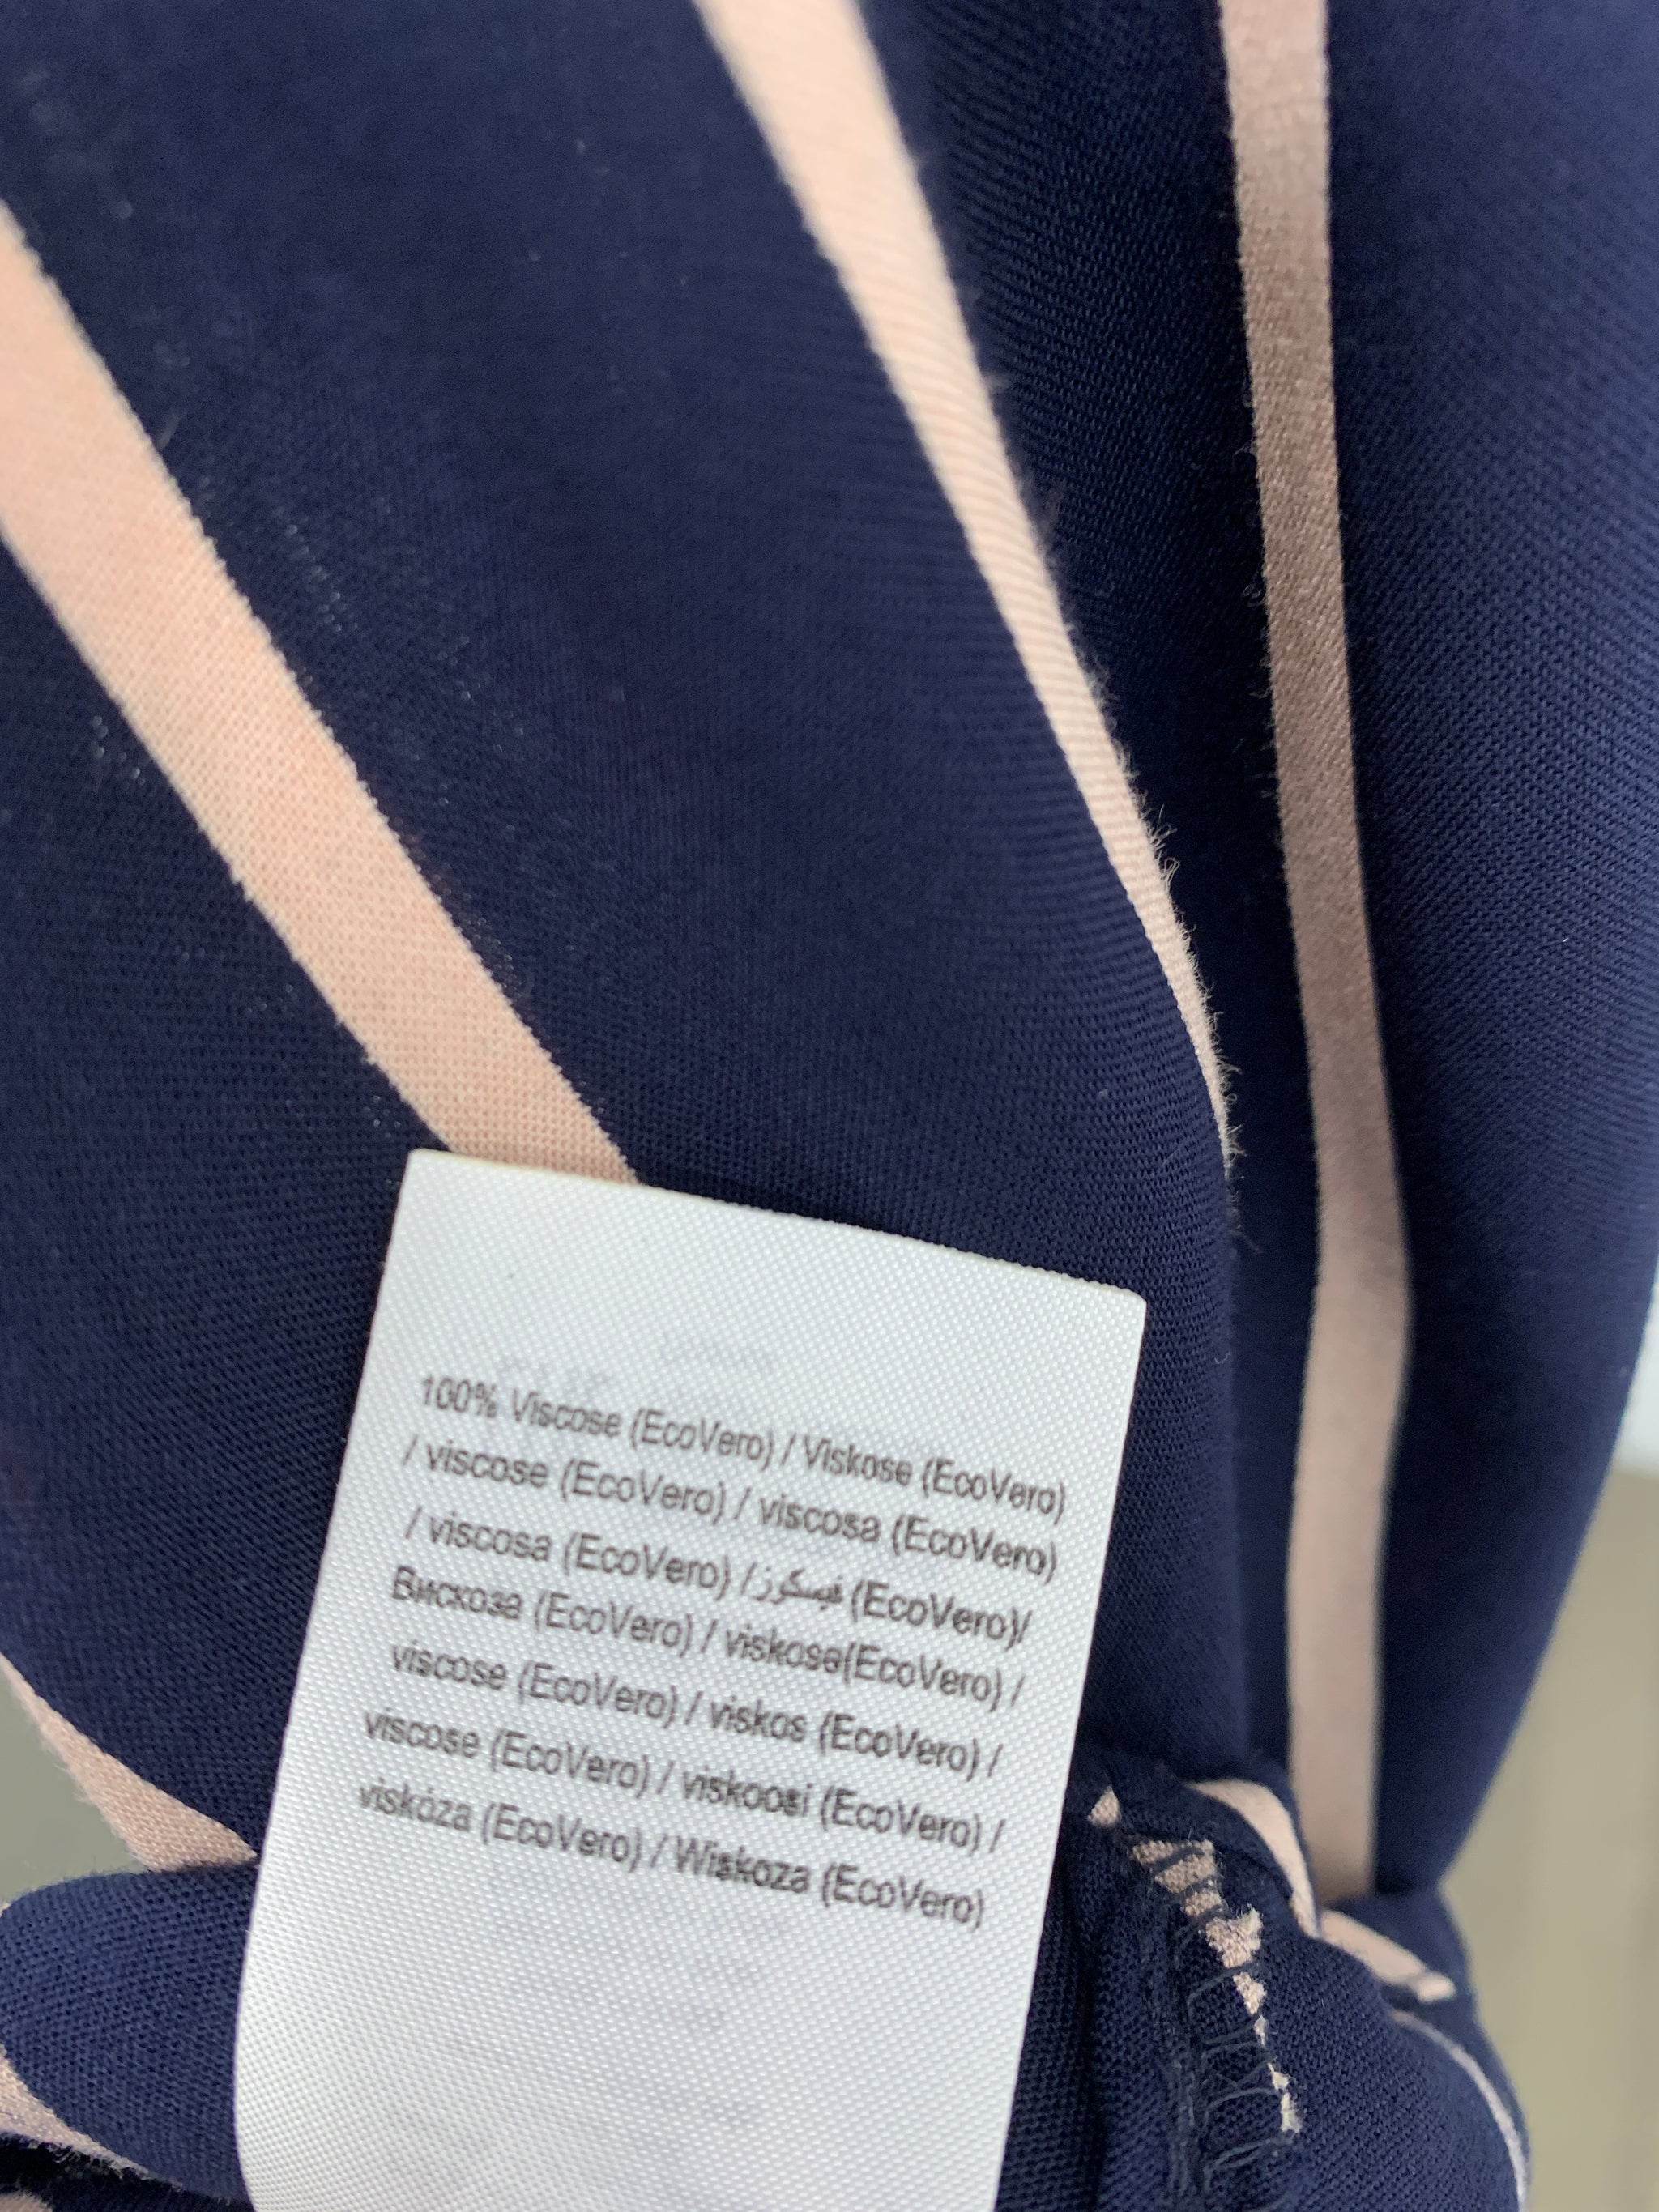 100% Viscose (EcoVero) / Viskose (EcoVero)
/ viscose (EcoVero) / viscosa (EcoVero)
/ viscosa (EcoVero) / فيسكوز (EcoVero)/
Вискоза (EcoVero) / viskose(EcoVero) /
viscose (EcoVero) / viskos (EcoVero) /
viscose (EcoVero) / viskoosi (EcoVero) /
viskóza (EcoVero) / Wiskoza (EcoVero)